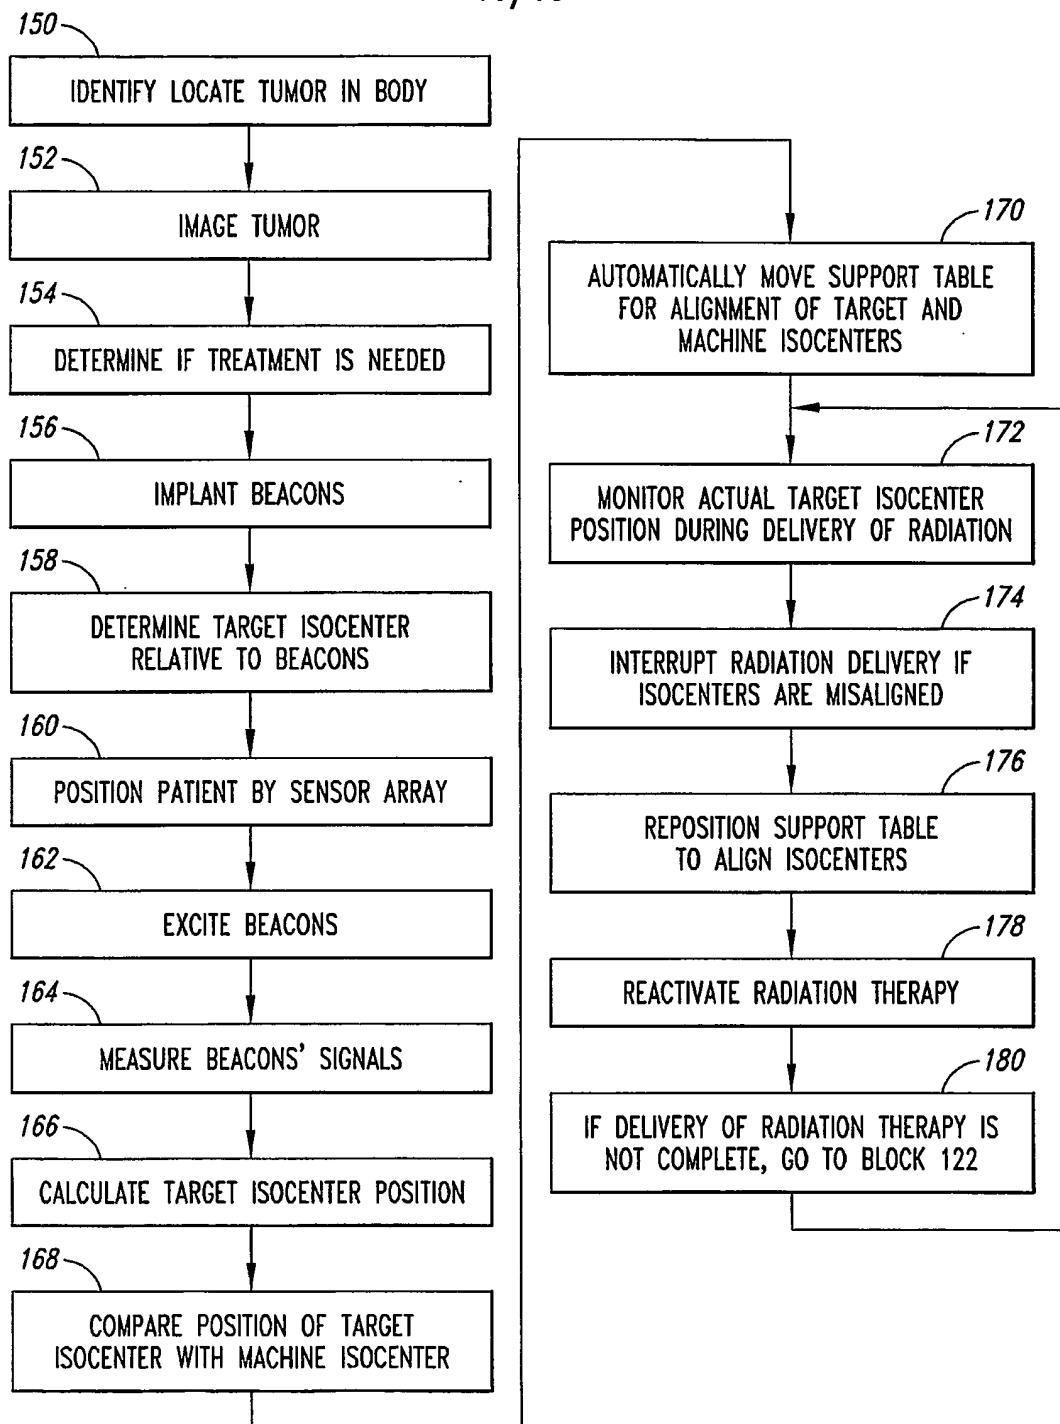 150
IDENTIFY LOCATE TUMOR IN BODY
152
IMAGE TUMOR
154
DETERMINE IF TREATMENT IS NEEDED
156
IMPLANT BEACONS
158
DETERMINE TARGET ISOCENTER
RELATIVE TO BEACONS
160
POSITION PATIENT BY SENSOR ARRAY
162
EXCITE BEACONS
164
MEASURE BEACONS' SIGNALS
166
CALCULATE TARGET ISOCENTER POSITION
168
COMPARE POSITION OF TARGET
ISOCENTER WITH MACHINE ISOCENTER
170
AUTOMATICALLY MOVE SUPPORT TABLE
FOR ALIGNMENT OF TARGET AND
MACHINE ISOCENTERS
172
MONITOR ACTUAL TARGET ISOCENTER
POSITION DURING DELIVERY OF RADIATION
174
INTERRUPT RADIATION DELIVERY IF
ISOCENTERS ARE MISALIGNED
176
REPOSITION SUPPORT TABLE
TO ALIGN ISOCENTERS
178
REACTIVATE RADIATION THERAPY
180
IF DELIVERY OF RADIATION THERAPY IS
NOT COMPLETE, GO TO BLOCK 122